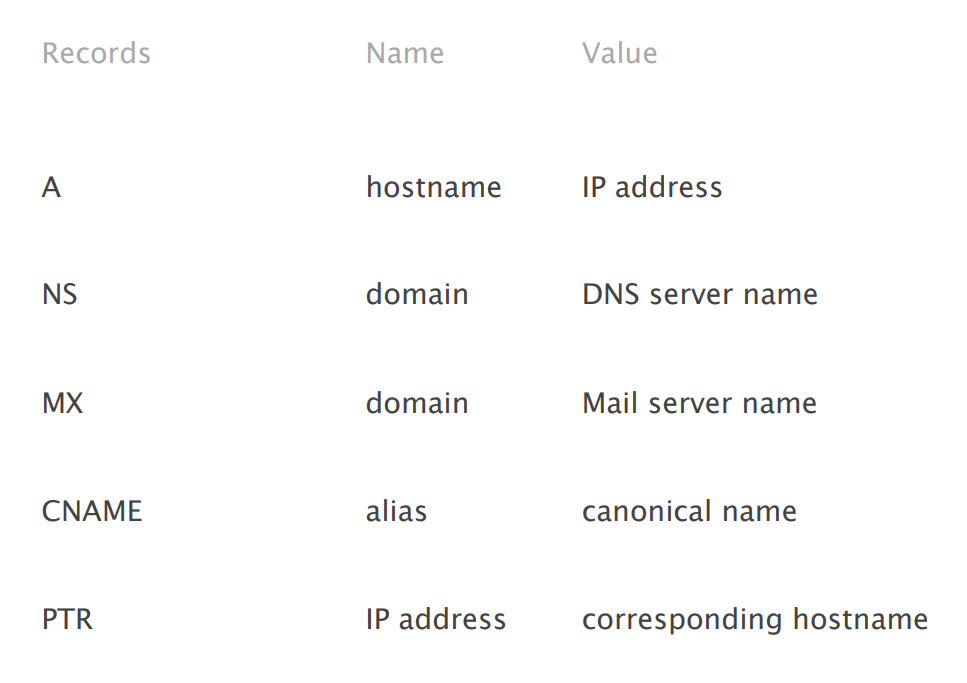 Records Name Value
A hostname IP address
NS domain DNS server name
MX domain Mail server name
CNAME alias canonical name
PTR IP address corresponding hostname